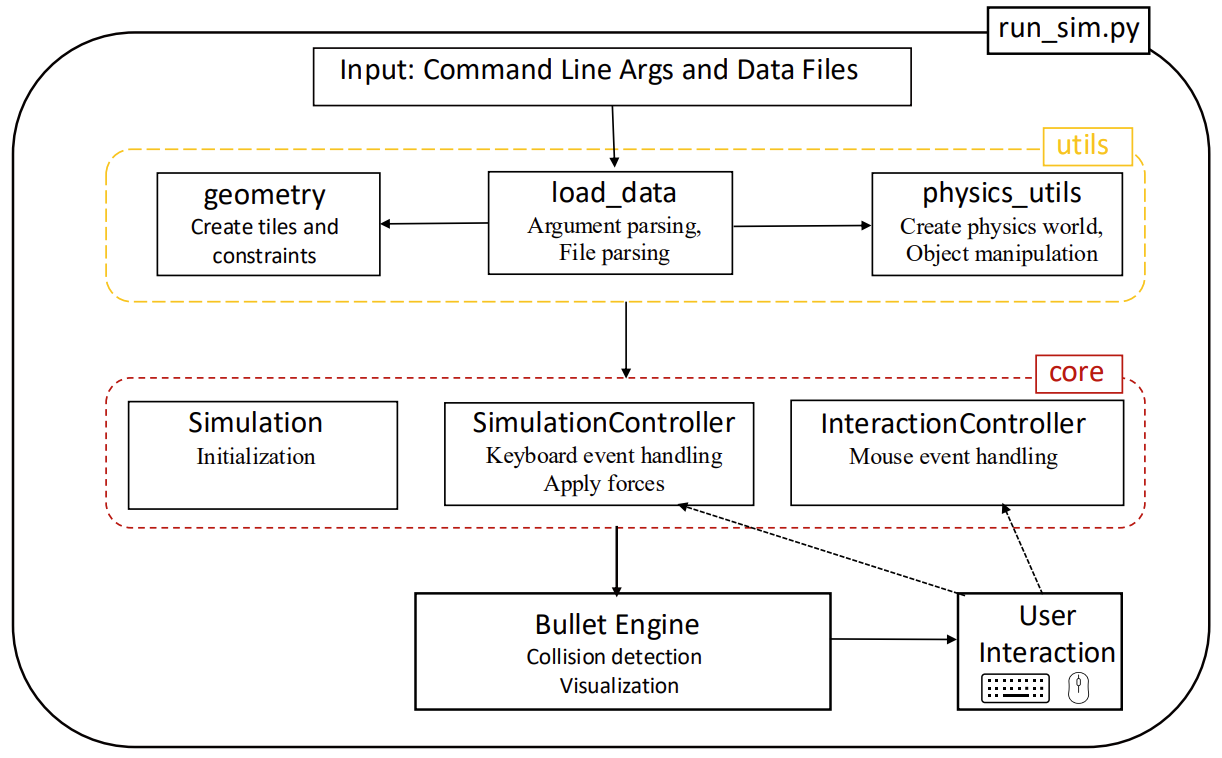 run_sim.py
Input: Command Line Args and Data Files
utils
geometry
Create tiles and
constraints
load_data
Argument parsing,
File parsing
physics_utils
Create physics world,
Object manipulation
core
Simulation
Initialization
SimulationController
Keyboard event handling
Apply forces
InteractionController
Mouse event handling
Bullet Engine
Collision detection
Visualization
User
Interaction